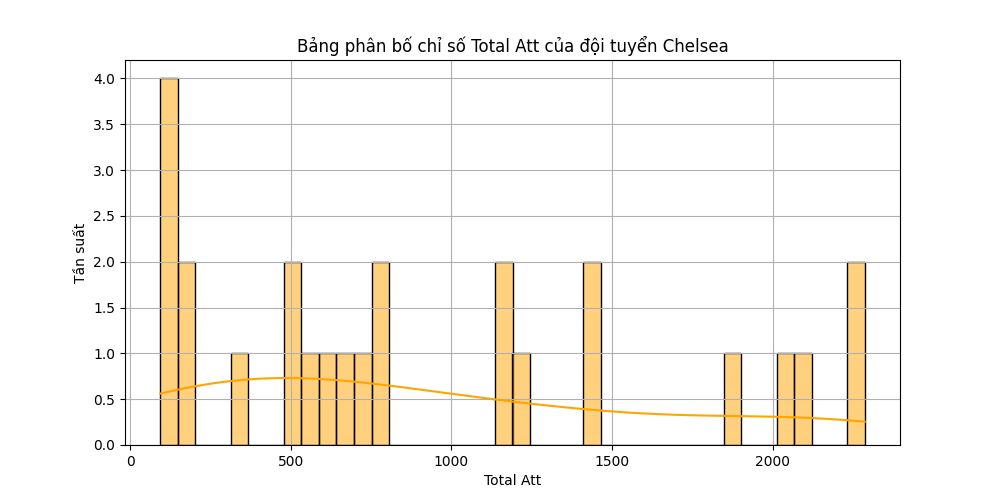 Bảng phân bố chỉ số Total Att của đội tuyển Chelsea
Tần suất
4.0
3.5
3.0
2.5
2.0
1.5
1.0
0.5
0.0
0 500 1000 1500 2000
Total Att